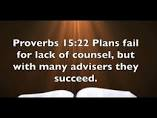 Proverbs 15:22 Plans fail
for lack of counsel, but
with many advisers they
succeed.